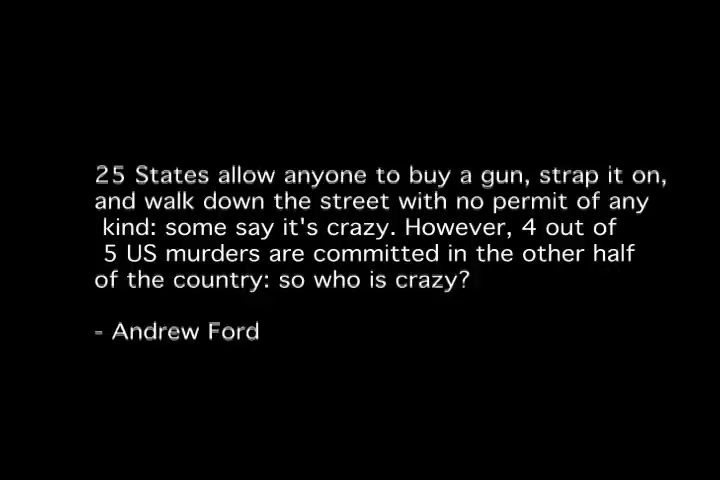 25 States allow anyone to buy a gun, strap it on,
and walk down the street with no permit of any
kind: some say it's crazy. However, 4 out of
5 US murders are committed in the other half
of the country: so who is crazy?
- Andrew Ford